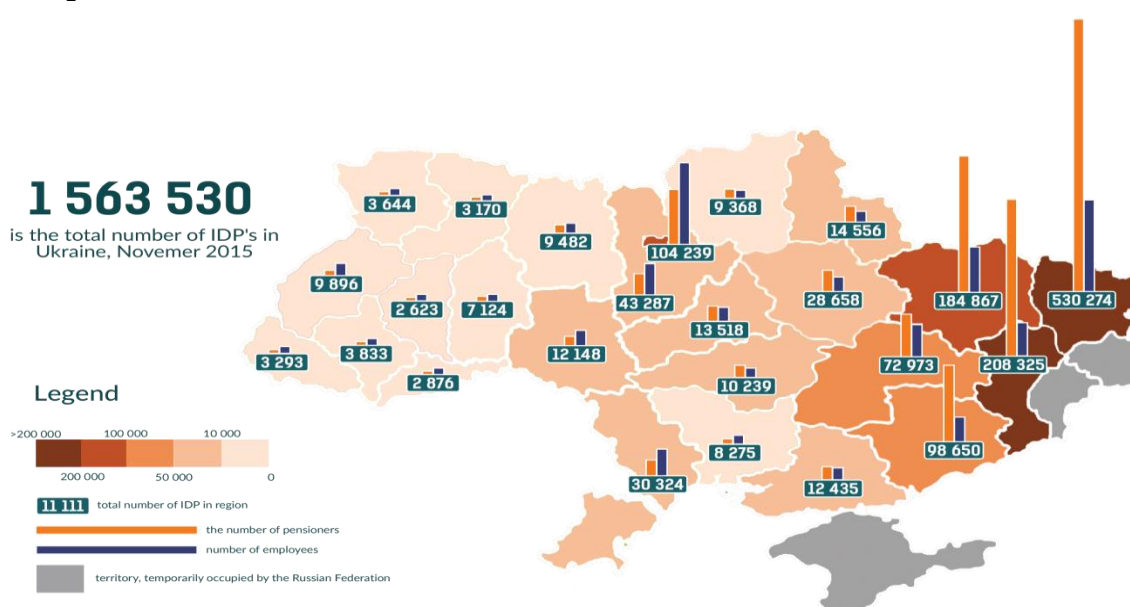 1 563 530
is the total number of IDP's in
Ukraine, Novemer 2015
3 644
3 170
9 482
104 239
9 368
14 556
9 896
2 623
7 124
43 287
13 518
28 658
184 867
530 274
3 293
3 833
2 876
12 148
10 239
72 973
208 325
8 275
30 324
12 435
98 650
Legend
>200 000 100 000 10 000
200 000 50 000 0
11 111 total number of IDP in region
the number of pensioners
number of employees
territory, temporarily occupied by the Russian Federation